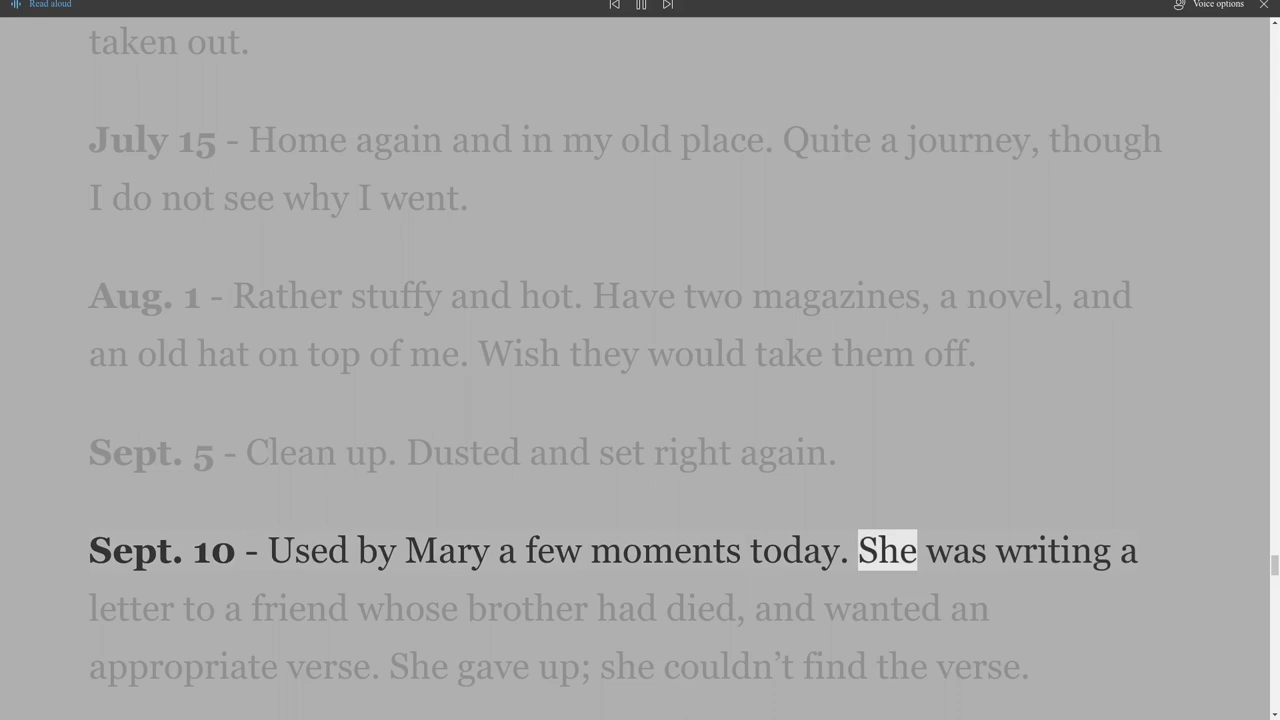 Read aloud
Voice options
taken out.
July 15 - Home again and in my old place. Quite a journey, though
I do not see why I went.
Aug. 1 - Rather stuffy and hot. Have two magazines, a novel, and
an old hat on top of me. Wish they would take them off.
Sept. 5 - Clean up. Dusted and set right again.
Sept. 10 - Used by Mary a few moments today. She was writing a
letter to a friend whose brother had died, and wanted an
appropriate verse. She gave up; she couldn’t find the verse.